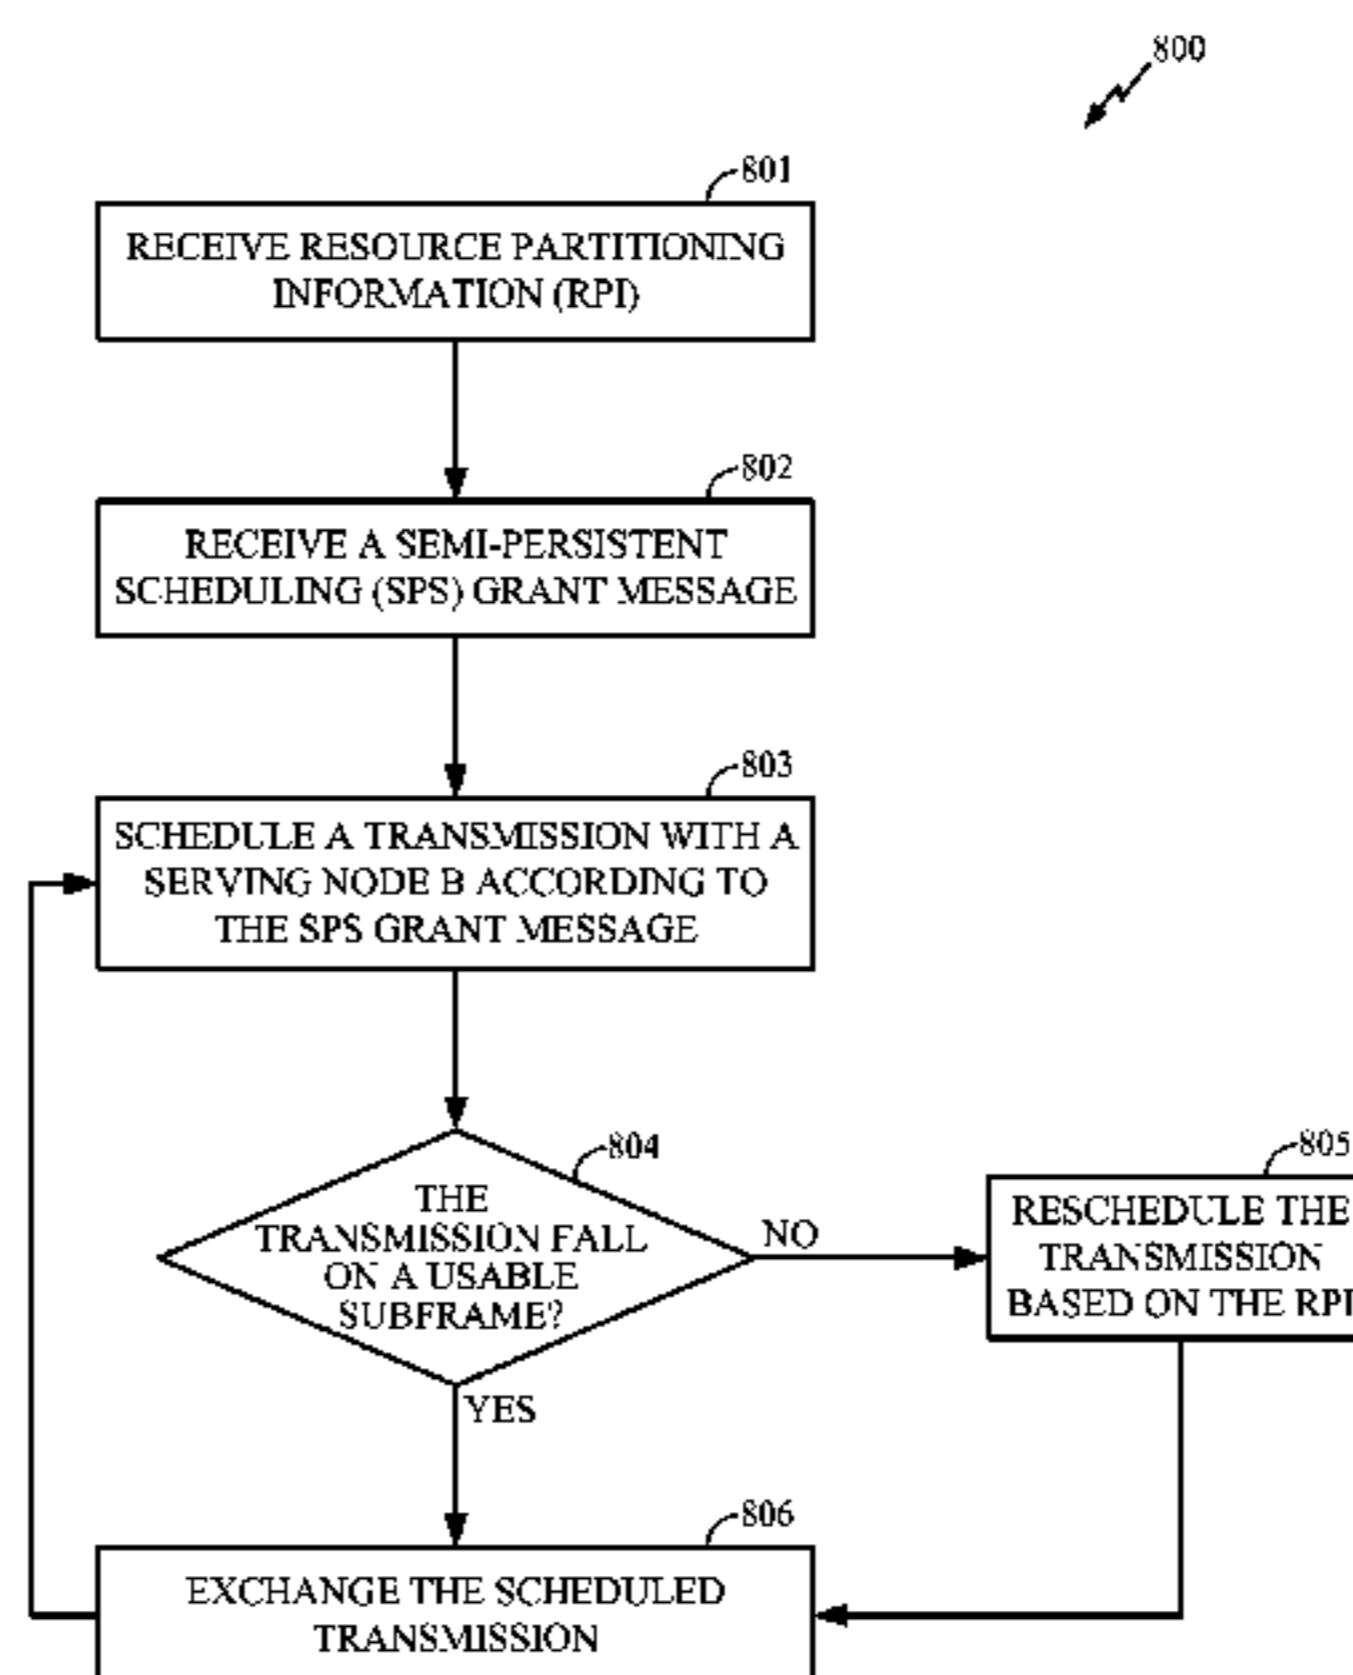 800
801
RECEIVE RESOURCE PARTITIONING
INFORMATION (RPI)
802
RECEIVE A SEMI-PERSISTENT
SCHEDULING (SPS) GRANT MESSAGE
803
SCHEDULE A TRANSMISSION WITH A
SERVING NODE B ACCORDING TO
THE SPS GRANT MESSAGE
804
THE
TRANSMISSION FALL
ON A USABLE
SUBFRAME?
NO
805
RESCHEDULE THE
TRANSMISSION
BASED ON THE RPI
YES
806
EXCHANGE THE SCHEDULED
TRANSMISSION